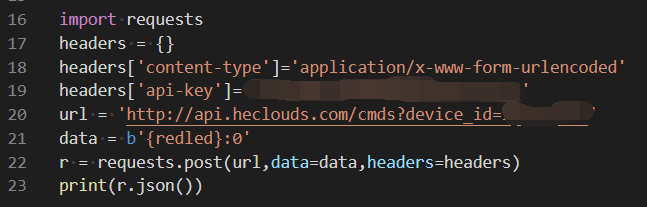 16 import requests
17 headers = {}
18 headers['content-type']='application/x-www-form-urlencoded'
19 headers['api-key']= '
20 url = 'http://api.heclouds.com/cmds?device_id= '
21 data = b'{redled}:0'
22 r = requests.post(url,data=data,headers=headers)
23 print(r.json())